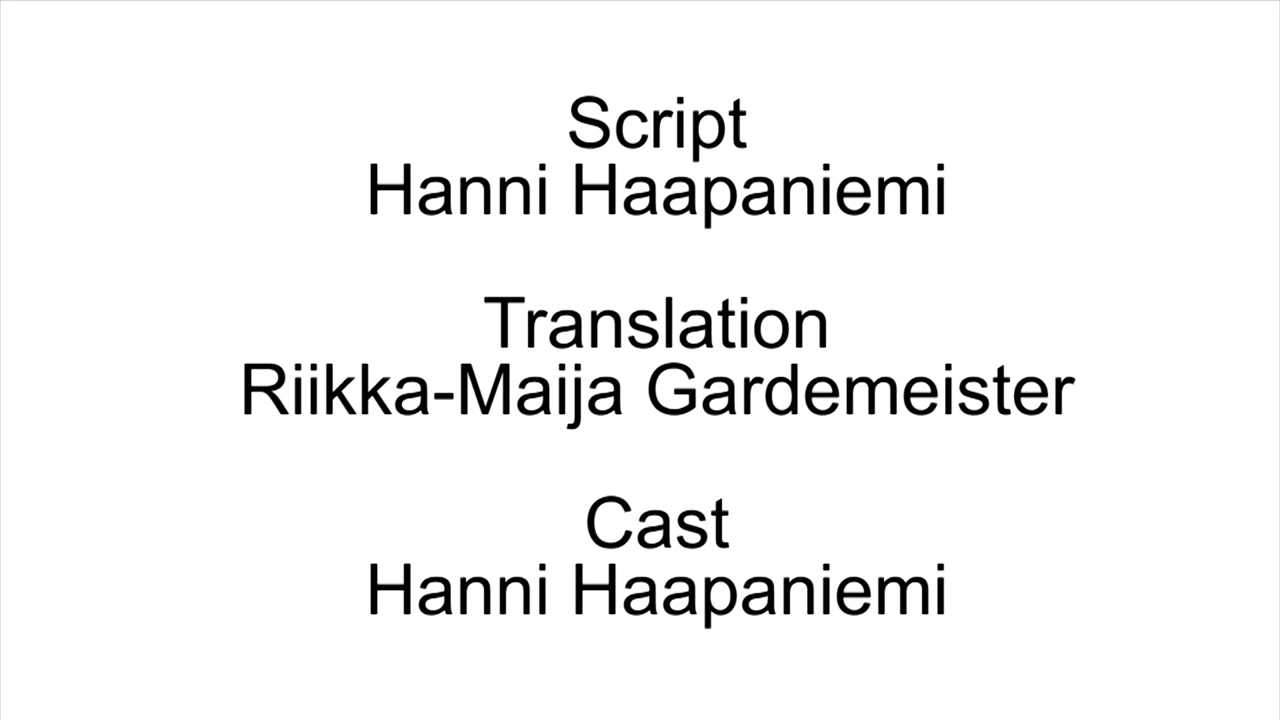 Script
Hanni Haapaniemi
Translation
Riikka-Maija Gardemeister
Cast
Hanni Haapaniemi